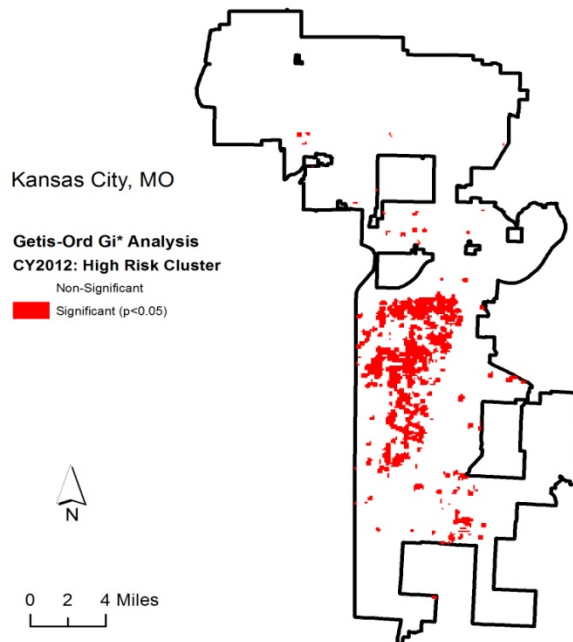 Kansas City, MO
Getis-Ord Gi* Analysis
CY2012: High Risk Cluster
Non-Significant
Significant (p<0.05)
N
0 2 4 Miles